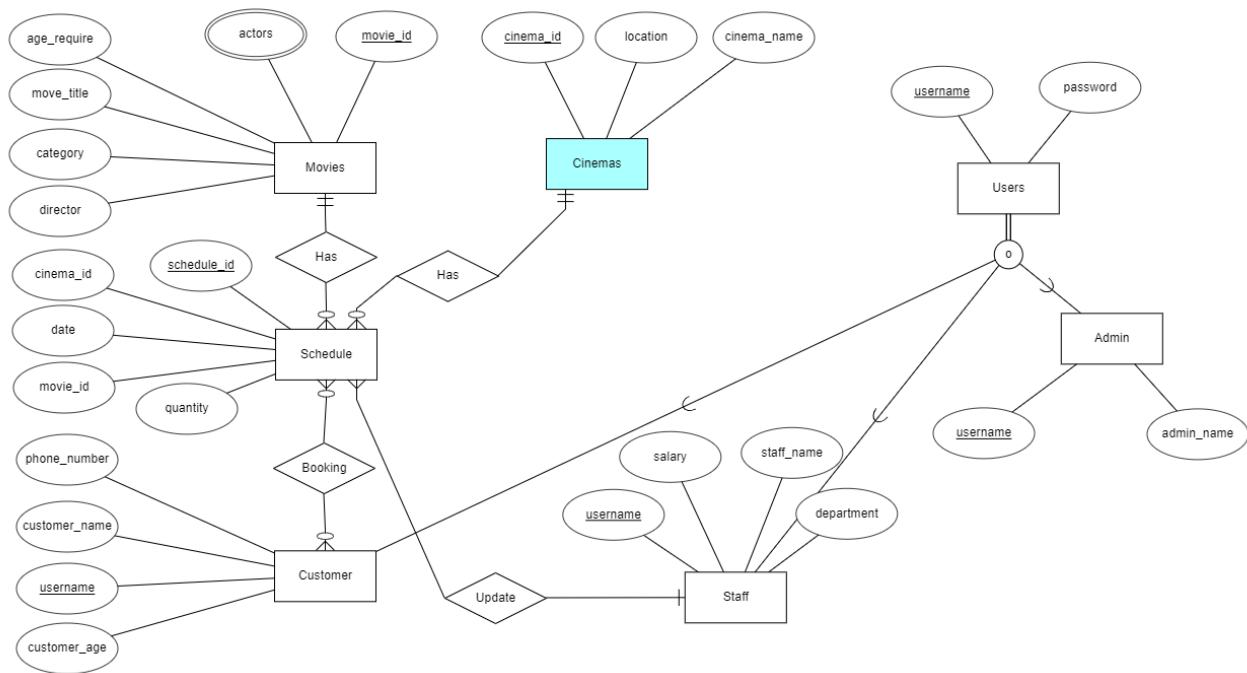 age_require
actors
movie_id
cinema_id
location
cinema_name
move_title
username
password
category
Movies
Cinemas
Users
director
Has
schedule_id
Has
o
cinema_id
date
Schedule
Admin
movie_id
quantity
username
admin_name
phone_number
Booking
salary
staff_name
customer_name
username
department
Customer
username
Update
Staff
customer_age